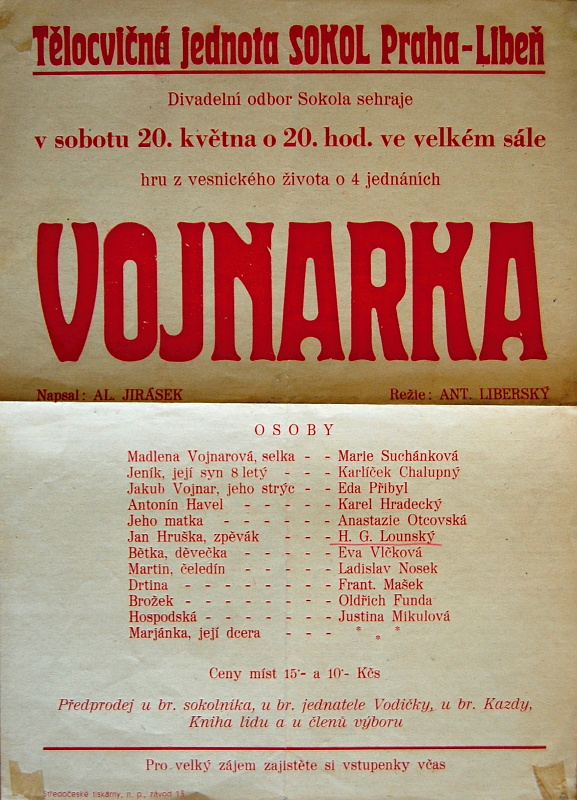 Tělocvičná jednota SOKOL Praha-Libeň
Divadelní odbor Sokola sehraje
v sobotu 20. května o 20. hod. ve velkém sále
hru z vesnického života o 4 jednáních
VOJNARKA
Napsal: AL. JIRÁSEK Režie: ANT. LIBERSKÝ
OSOBY
Madlena Vojnarová, selka - - Marie Suchánková
Jeník, její syn 8letý - - - Karlíček Chalupný
Jakub Vojnar, jeho strýc - - Eda Přibyl
Antonín Havel - - - - - Karel Hradecký
Jeho matka - - - - - - Anastazie Otcovská
Jan Hruška, zpěvák - - - H. G. Lounský
Bětka, děvečka - - - - - Eva Vlčková
Martin, čeledín - - - - - Ladislav Nosek
Drtina - - - - - - - - Frant. Mašek
Brožek - - - - - - - - Oldřich Funda
Hospodská - - - - - - Justina Mikulová
Marjánka, její dcera - - - * * *
Ceny míst 15·- a 10·- Kčs
Předprodej u br. sokolníka, u br. jednatele Vodičky, u br. Kazdy,
Kniha lidu a u členů výboru
Pro velký zájem zajistěte si vstupenky včas
Středočeské tiskárny, n. p., závod 15